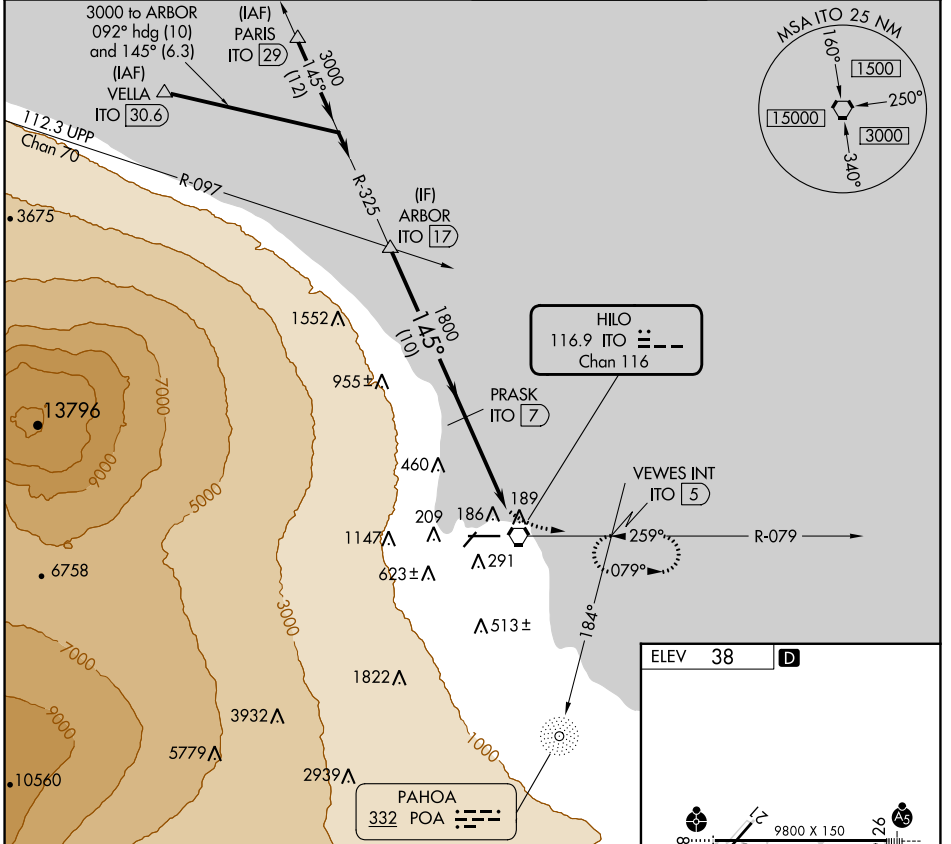 3000 to ARBOR
092° hdg (10)
and 145° (6.3)
(IAF)
VELLA
ITO 30.6
(IAF)
PARIS
ITO 29
3000
145°
(12)
MSA ITO 25 NM
160°
1500
250°
15000
3000
340°
112.3 UPP
Chan 70
R-097
R-325
(IF)
ARBOR
ITO 17
3675
1552
1800
145°
(10)
HILO
116.9 ITO
Chan 116
955±
7000
13796
9000
PRASK
ITO 7
460
5000
VEWES INT
ITO 5
189
186
209
1147
259°
R-079
291
6758
623±
079°
3000
513±
184°
7000
1822
9000
3932
5779
1000
2939
10560
PAHOA
332 POA
ELEV 38
D
21
9800 X 150
26
A5
8